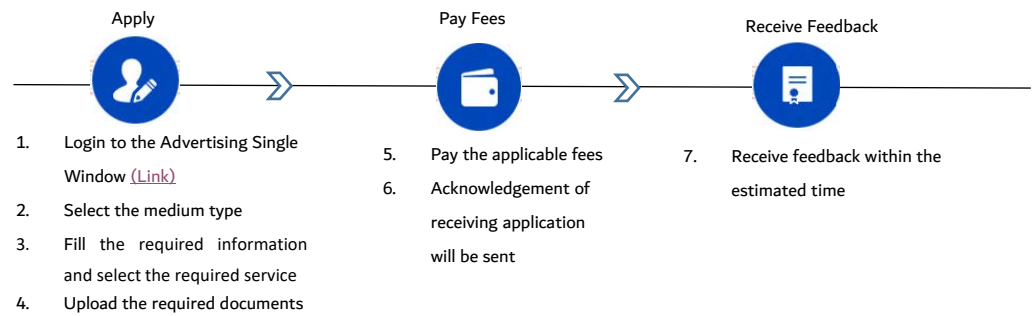 Apply
Pay Fees
Receive Feedback
1. Login to the Advertising Single
Window (Link)
2. Select the medium type
3. Fill the required information
and select the required service
4. Upload the required documents
5. Pay the applicable fees
6. Acknowledgement of
receiving application
will be sent
7. Receive feedback within the
estimated time